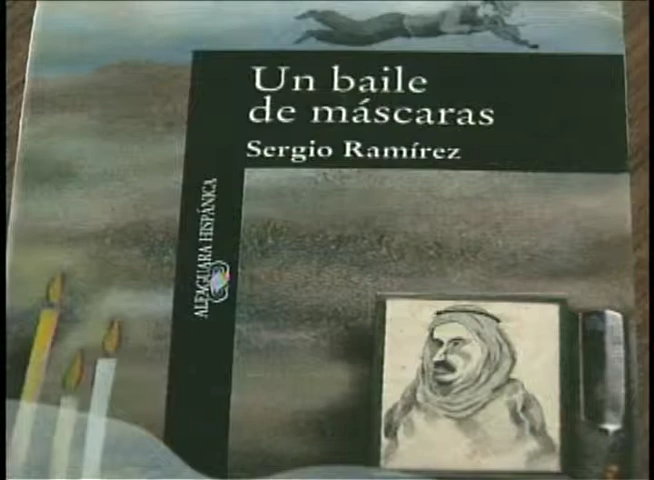 Un baile
de máscaras
Sergio Ramírez
ALFAGUARA HISPÁNICA